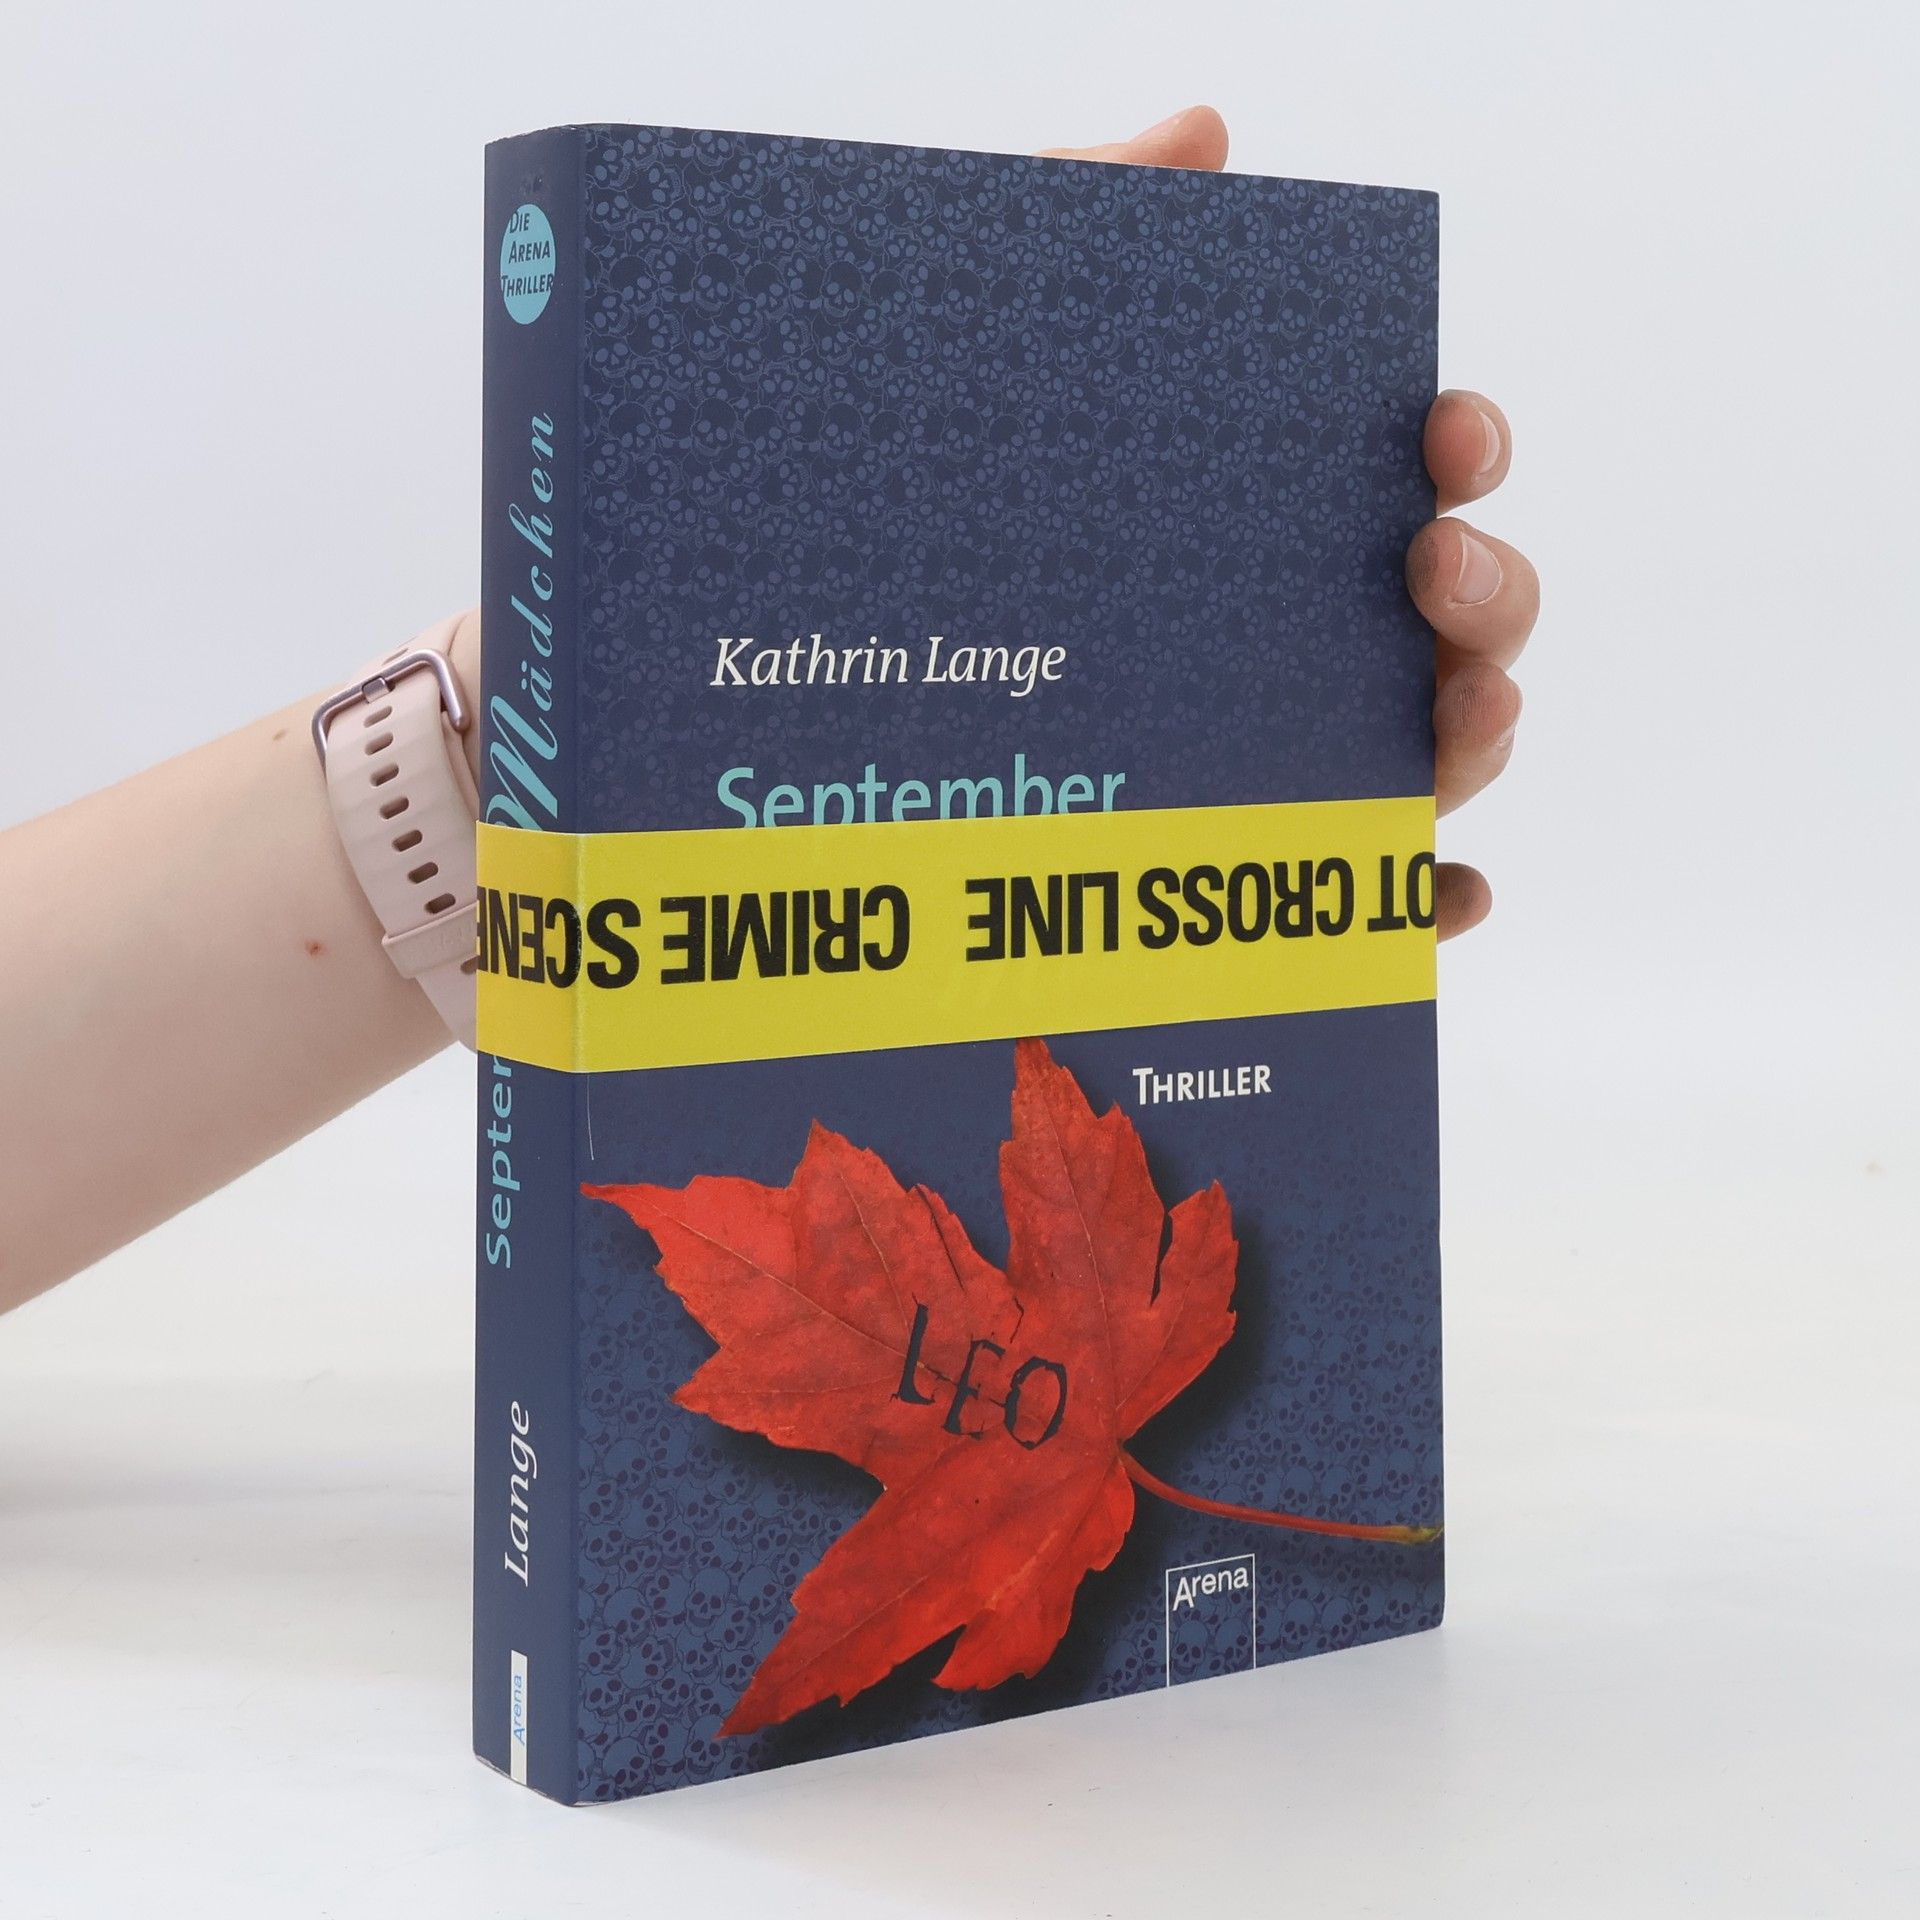 DIE
ARENA
THRILLER
Mädchen
Septem
Lange
Arena
Kathrin Lange
September
CRIME SCENE
OT CROSS LINE
THRILLER
LEO
Arena